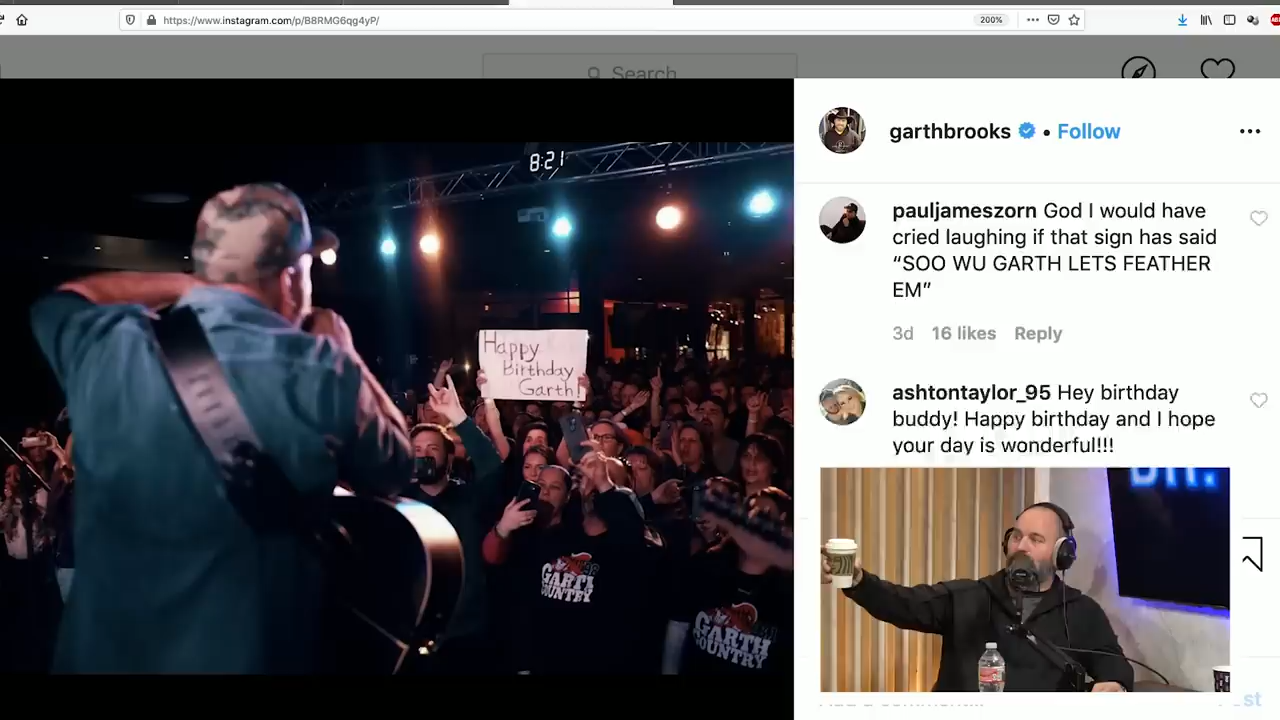 https://www.instagram.com/p/B8RMG6qg4yP/
200%
Search
8:21
Happy
Birthday
Garth!
GARTH
COUNTRY
GARTH
COUNTRY
garthbrooks • Follow
pauljameszorn God I would have
cried laughing if that sign has said
“SOO WU GARTH LETS FEATHER
EM”
3d 16 likes Reply
ashtontaylor_95 Hey birthday
buddy! Happy birthday and I hope
your day is wonderful!!!